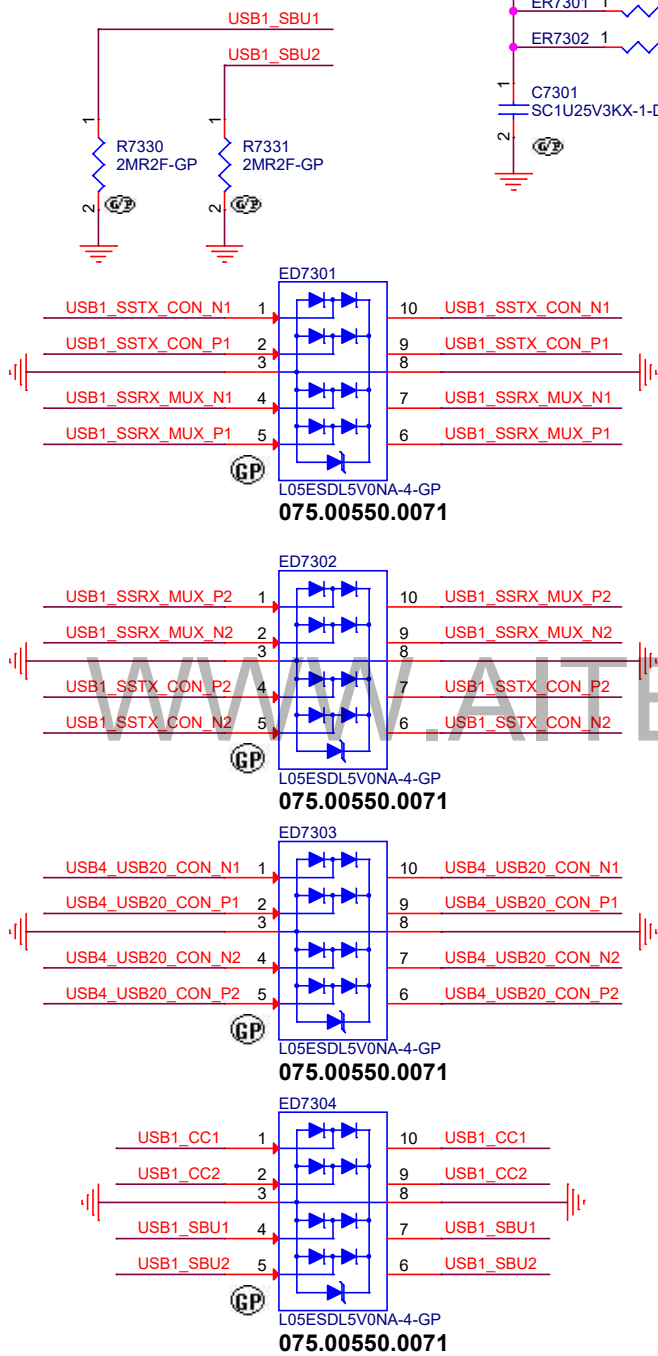 USB1_SBU1
USB1_SBU2
ER7301 1
ER7302 1
1
C7301
SC1U25V3KX-1-D
2
G/P
1
R7330
2MR2F-GP
2
G/P
1
R7331
2MR2F-GP
2
G/P
ED7301
USB1_SSTX_CON_N1 1 10 USB1_SSTX_CON_N1
USB1_SSTX_CON_P1 2 9 USB1_SSTX_CON_P1
3 8
USB1_SSRX_MUX_N1 4 7 USB1_SSRX_MUX_N1
USB1_SSRX_MUX_P1 5 6 USB1_SSRX_MUX_P1
GP
L05ESDL5V0NA-4-GP
075.00550.0071
ED7302
USB1_SSRX_MUX_P2 1 10 USB1_SSRX_MUX_P2
USB1_SSRX_MUX_N2 2 9 USB1_SSRX_MUX_N2
3 8
USB1_SSTX_CON_P2 4 7 USB1_SSTX_CON_P2
USB1_SSTX_CON_N2 5 6 USB1_SSTX_CON_N2
WWW.AITE
GP
L05ESDL5V0NA-4-GP
075.00550.0071
ED7303
USB4_USB20_CON_N1 1 10 USB4_USB20_CON_N1
USB4_USB20_CON_P1 2 9 USB4_USB20_CON_P1
3 8
USB4_USB20_CON_N2 4 7 USB4_USB20_CON_N2
USB4_USB20_CON_P2 5 6 USB4_USB20_CON_P2
GP
L05ESDL5V0NA-4-GP
075.00550.0071
ED7304
USB1_CC1 1 10 USB1_CC1
USB1_CC2 2 9 USB1_CC2
3 8
USB1_SBU1 4 7 USB1_SBU1
USB1_SBU2 5 6 USB1_SBU2
GP
L05ESDL5V0NA-4-GP
075.00550.0071